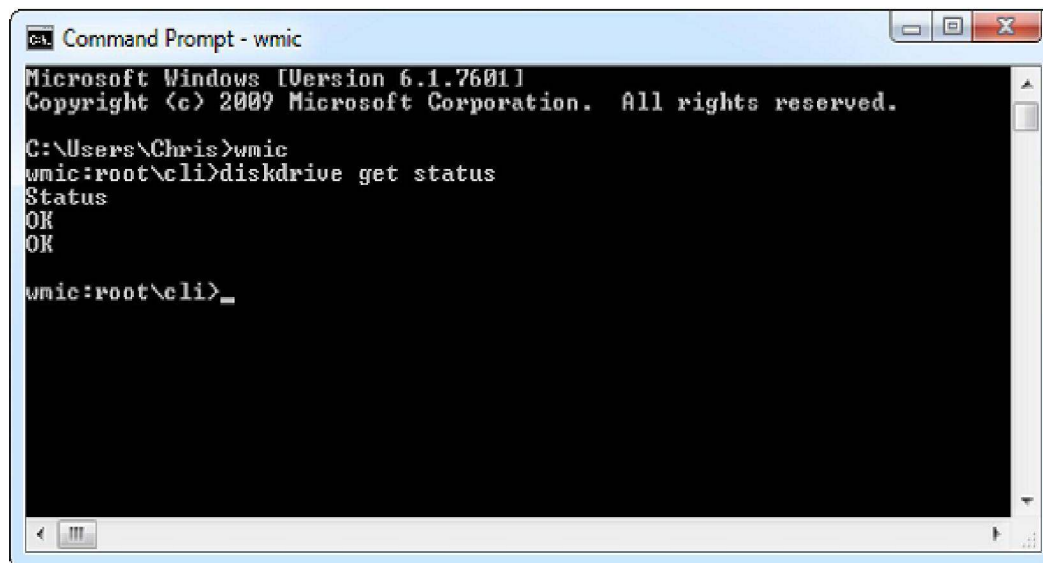 Command Prompt - wmic
Microsoft Windows [Version 6.1.7601]
Copyright (c) 2009 Microsoft Corporation.  All rights reserved.
C:\Users\Chris>wmic
wmic:root\cli>diskdrive get status
Status
OK
OK
wmic:root\cli>_